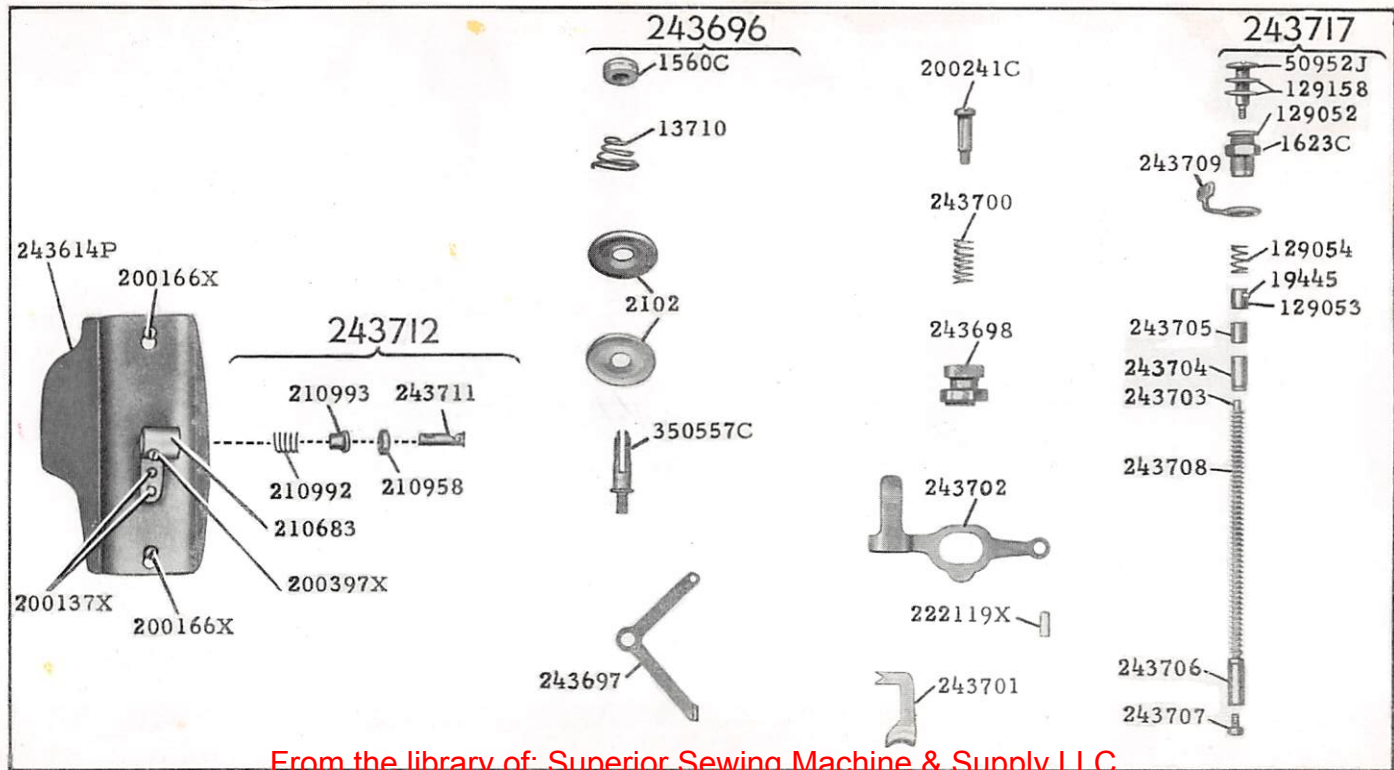 243696
243717
1560C
50952J
200241C
129158
13710
129052
1623C
243709
243700
243614P
200166X
129054
19445
2102
129053
243712
243698
243705
210993
243711
243704
243703
350557C
243708
210992
210958
243702
210683
200397X
200137X
222119X
200166X
243697
243701
243706
243707
From the library of: Superior Sewing Machine & Supply LLC